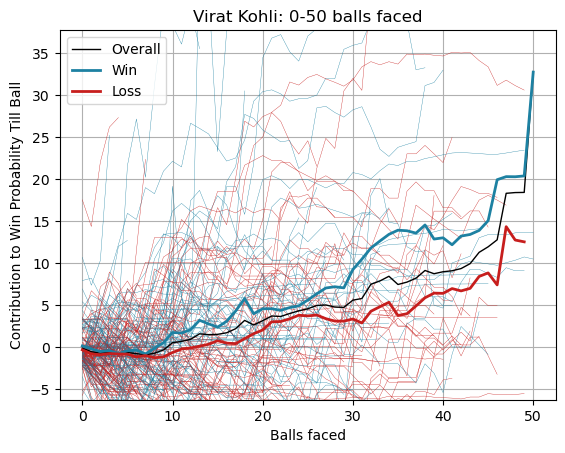 Virat Kohli: 0-50 balls faced
Contribution to Win Probability Till Ball
35
30
25
20
15
10
5
0
−5
Overall
Win
Loss
0 10 20 30 40 50
Balls faced